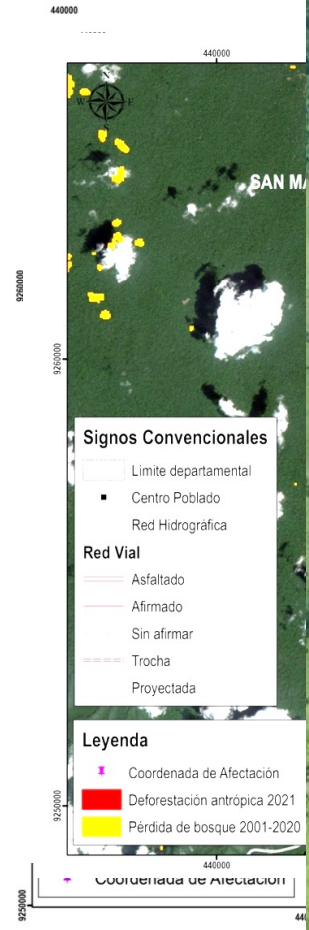 440000
440000
N
W E
S
SAN MA
9260000
9260000
Signos Convencionales
Limite departamental
Centro Poblado
Red Hidrográfica
Red Vial
Asfaltado
Afirmado
Sin afirmar
Trocha
Proyectada
Leyenda
Coordenada de Afectación
Deforestación antrópica 2021
Pérdida de bosque 2001-2020
9250000
440000
Coordenada de Afectación
9250000
440